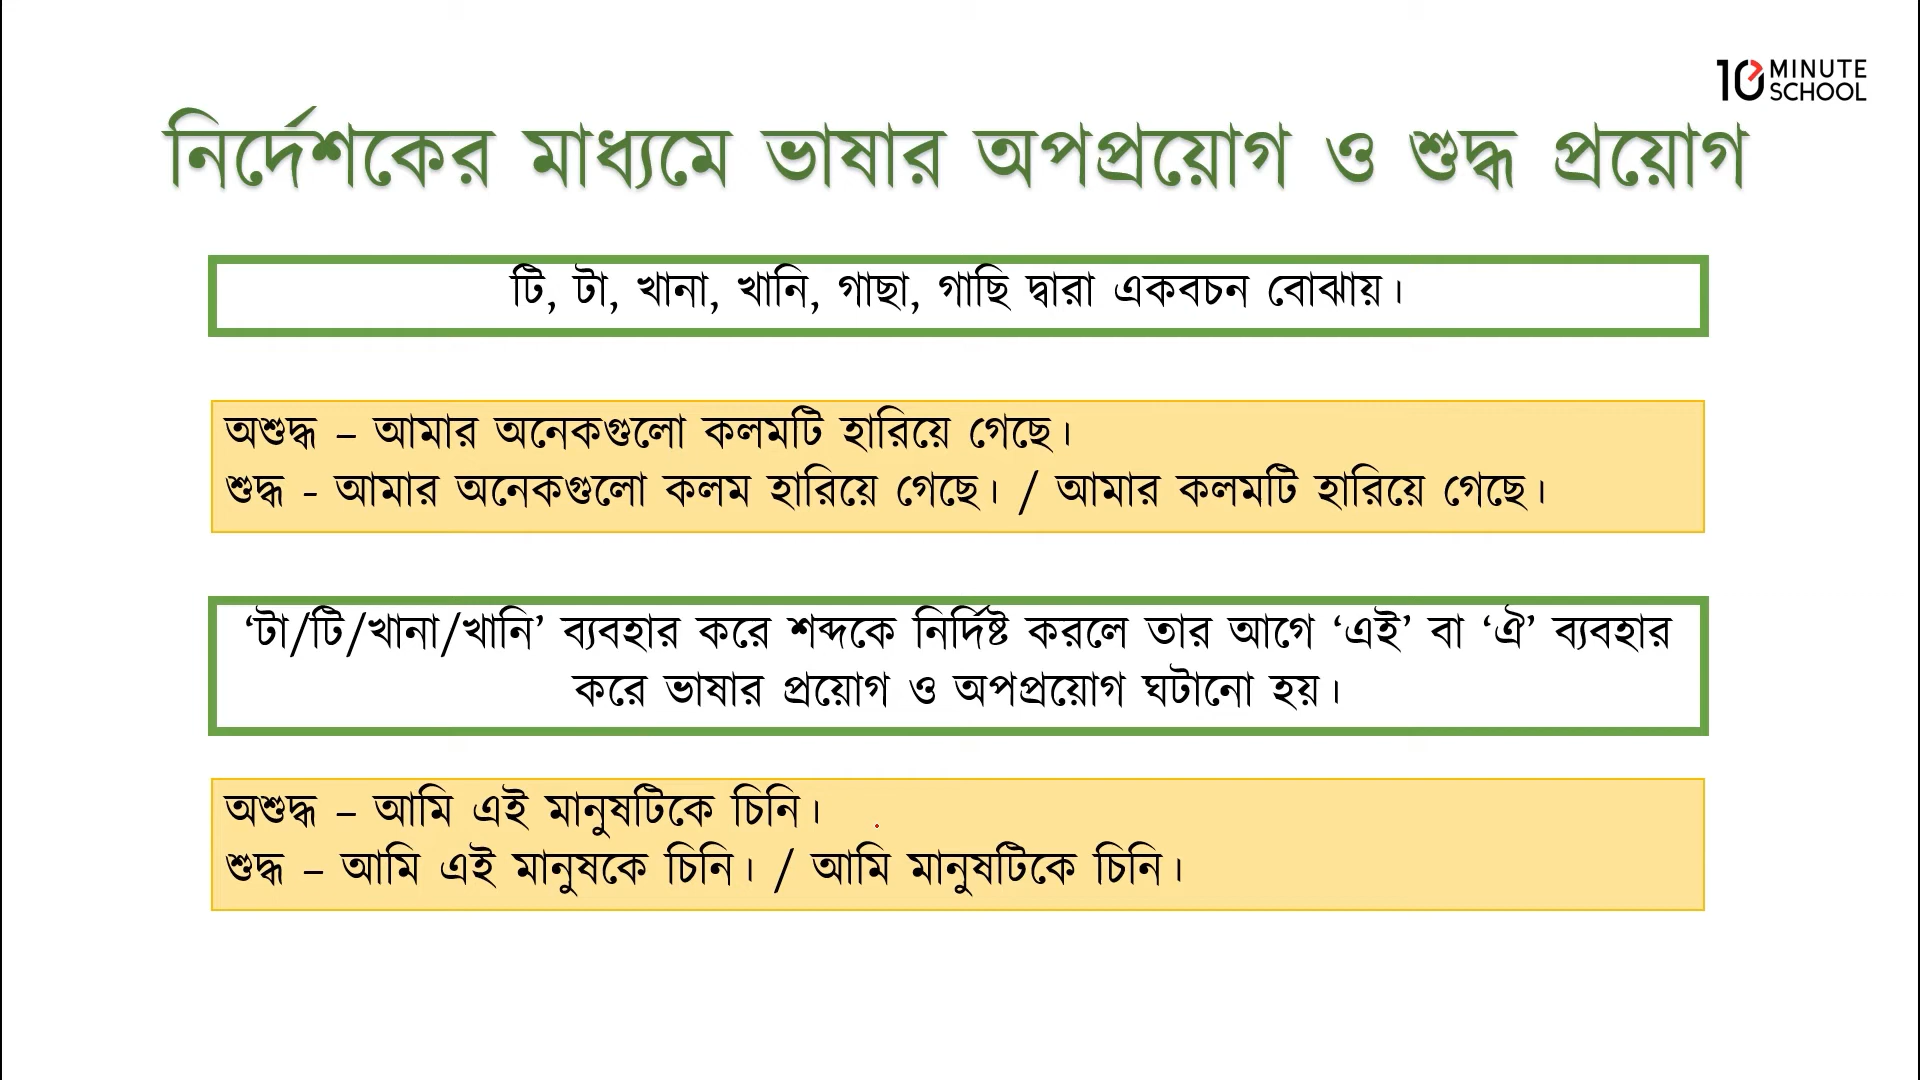 10 MINUTE SCHOOL
নির্দেশকের মাধ্যমে ভাষার অপপ্রয়োগ ও শুদ্ধ প্রয়োগ
টি, টা, খানা, খানি, গাছা, গাছি দ্বারা একবচন বোঝায়।
অশুদ্ধ – আমার অনেকগুলো কলমটি হারিয়ে গেছে।
শুদ্ধ - আমার অনেকগুলো কলম হারিয়ে গেছে। / আমার কলমটি হারিয়ে গেছে।
‘টা/টি/খানা/খানি’ ব্যবহার করে শব্দকে নির্দিষ্ট করলে তার আগে ‘এই’ বা ‘ঐ’ ব্যবহার
করে ভাষার প্রয়োগ ও অপপ্রয়োগ ঘটানো হয়।
অশুদ্ধ – আমি এই মানুষটিকে চিনি।
শুদ্ধ – আমি এই মানুষকে চিনি। / আমি মানুষটিকে চিনি।